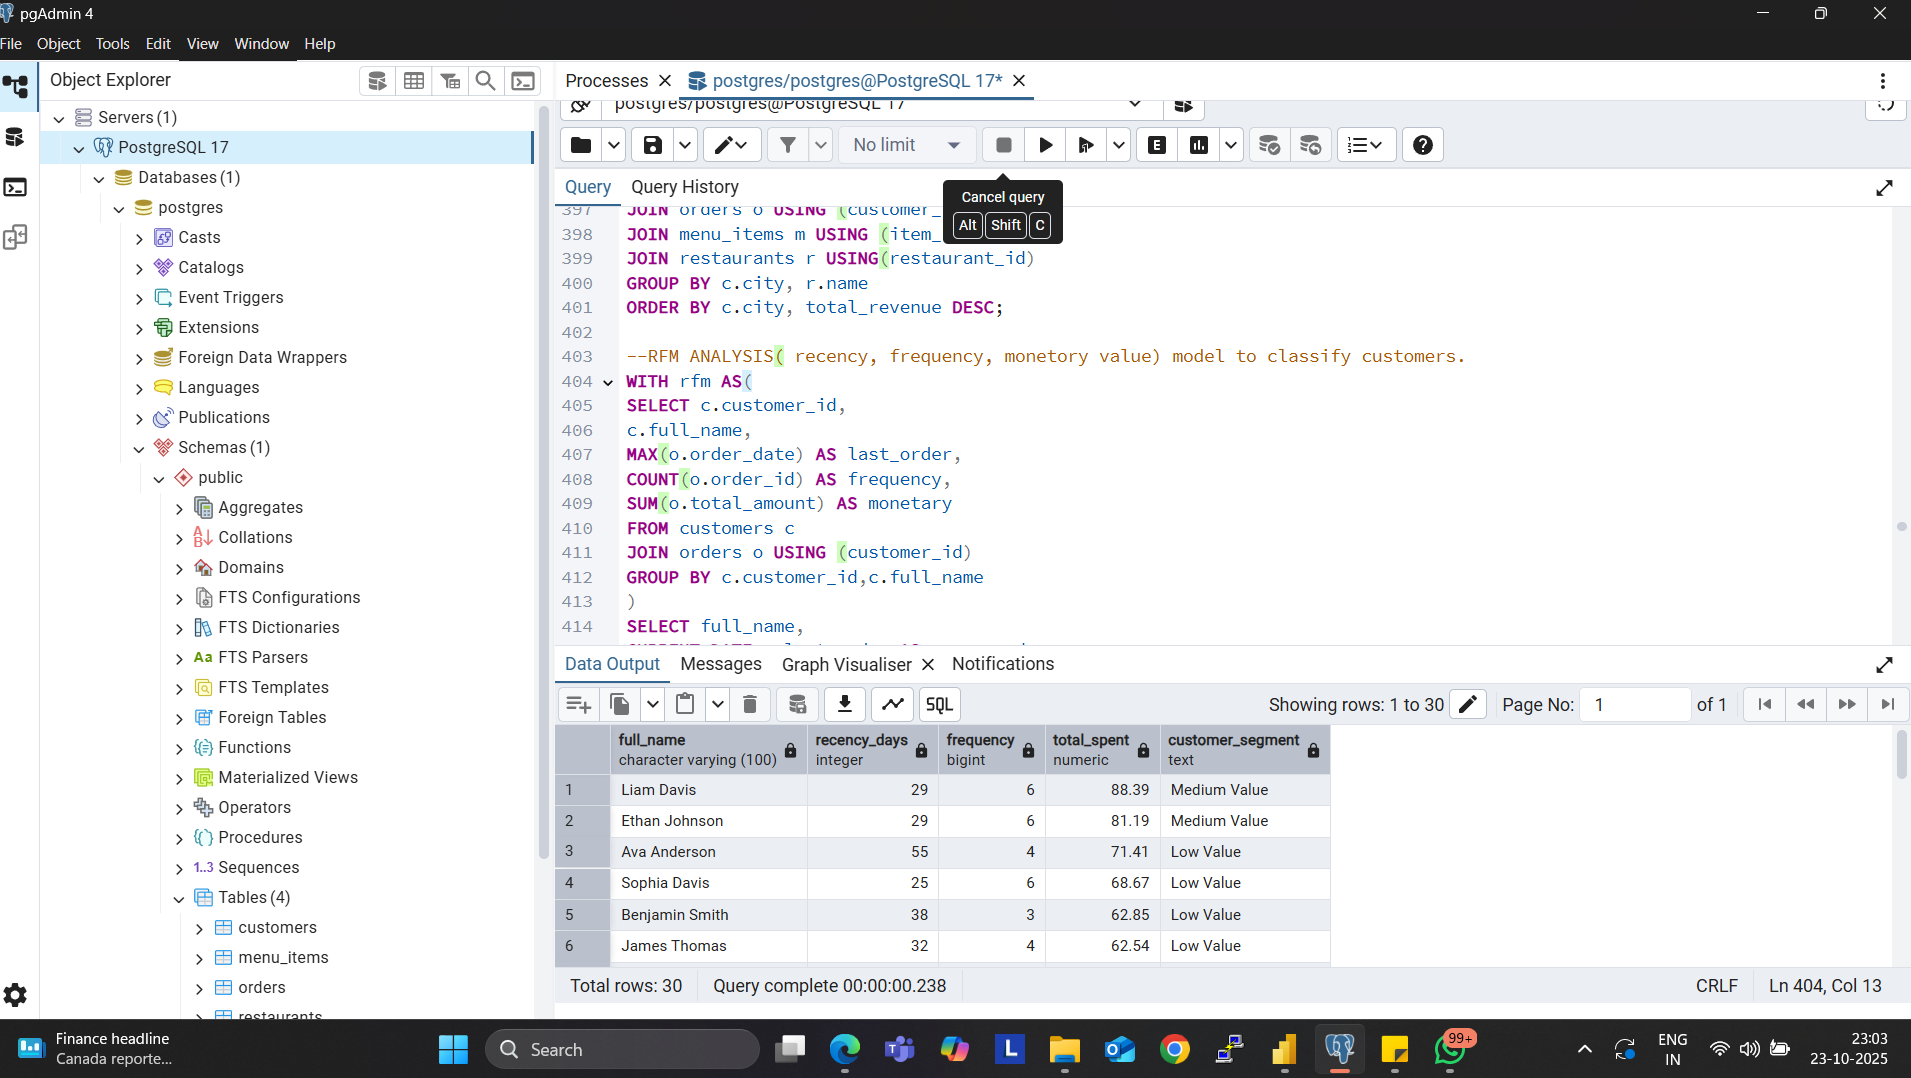 pgAdmin 4
File Object Tools Edit View Window Help
Object Explorer
Servers (1)
PostgreSQL 17
Databases (1)
postgres
Casts
Catalogs
Event Triggers
Extensions
Foreign Data Wrappers
Languages
Publications
Schemas (1)
public
Aggregates
Collations
Domains
FTS Configurations
FTS Dictionaries
Aa FTS Parsers
FTS Templates
Foreign Tables
Functions
Materialized Views
Operators
Procedures
1..3 Sequences
Tables (4)
customers
menu_items
orders
restaurants
Processes postgres/postgres@PostgreSQL 17*
postgres/postgres@PostgreSQL 17
No limit E
Query Query History
Cancel query
Alt Shift C
397 JOIN orders o USING (customer_
398 JOIN menu_items m USING (item_
399 JOIN restaurants r USING(restaurant_id)
400 GROUP BY c.city, r.name
401 ORDER BY c.city, total_revenue DESC;
402
403 --RFM ANALYSIS( recency, frequency, monetory value) model to classify customers.
404 WITH rfm AS(
405 SELECT c.customer_id,
406 c.full_name,
407 MAX(o.order_date) AS last_order,
408 COUNT(o.order_id) AS frequency,
409 SUM(o.total_amount) AS monetary
410 FROM customers c
411 JOIN orders o USING (customer_id)
412 GROUP BY c.customer_id,c.full_name
413 )
414 SELECT full_name,
Data Output Messages Graph Visualiser Notifications
SQL Showing rows: 1 to 30 Page No: 1 of 1
full_name recency_days frequency total_spent customer_segment
character varying (100) integer bigint numeric text
1 Liam Davis 29 6 88.39 Medium Value
2 Ethan Johnson 29 6 81.19 Medium Value
3 Ava Anderson 55 4 71.41 Low Value
4 Sophia Davis 25 6 68.67 Low Value
5 Benjamin Smith 38 3 62.85 Low Value
6 James Thomas 32 4 62.54 Low Value
Total rows: 30 Query complete 00:00:00.238 CRLF Ln 404, Col 13
Finance headline
Canada reporte...
Search
L
99+
ENG
IN
23:03
23-10-2025